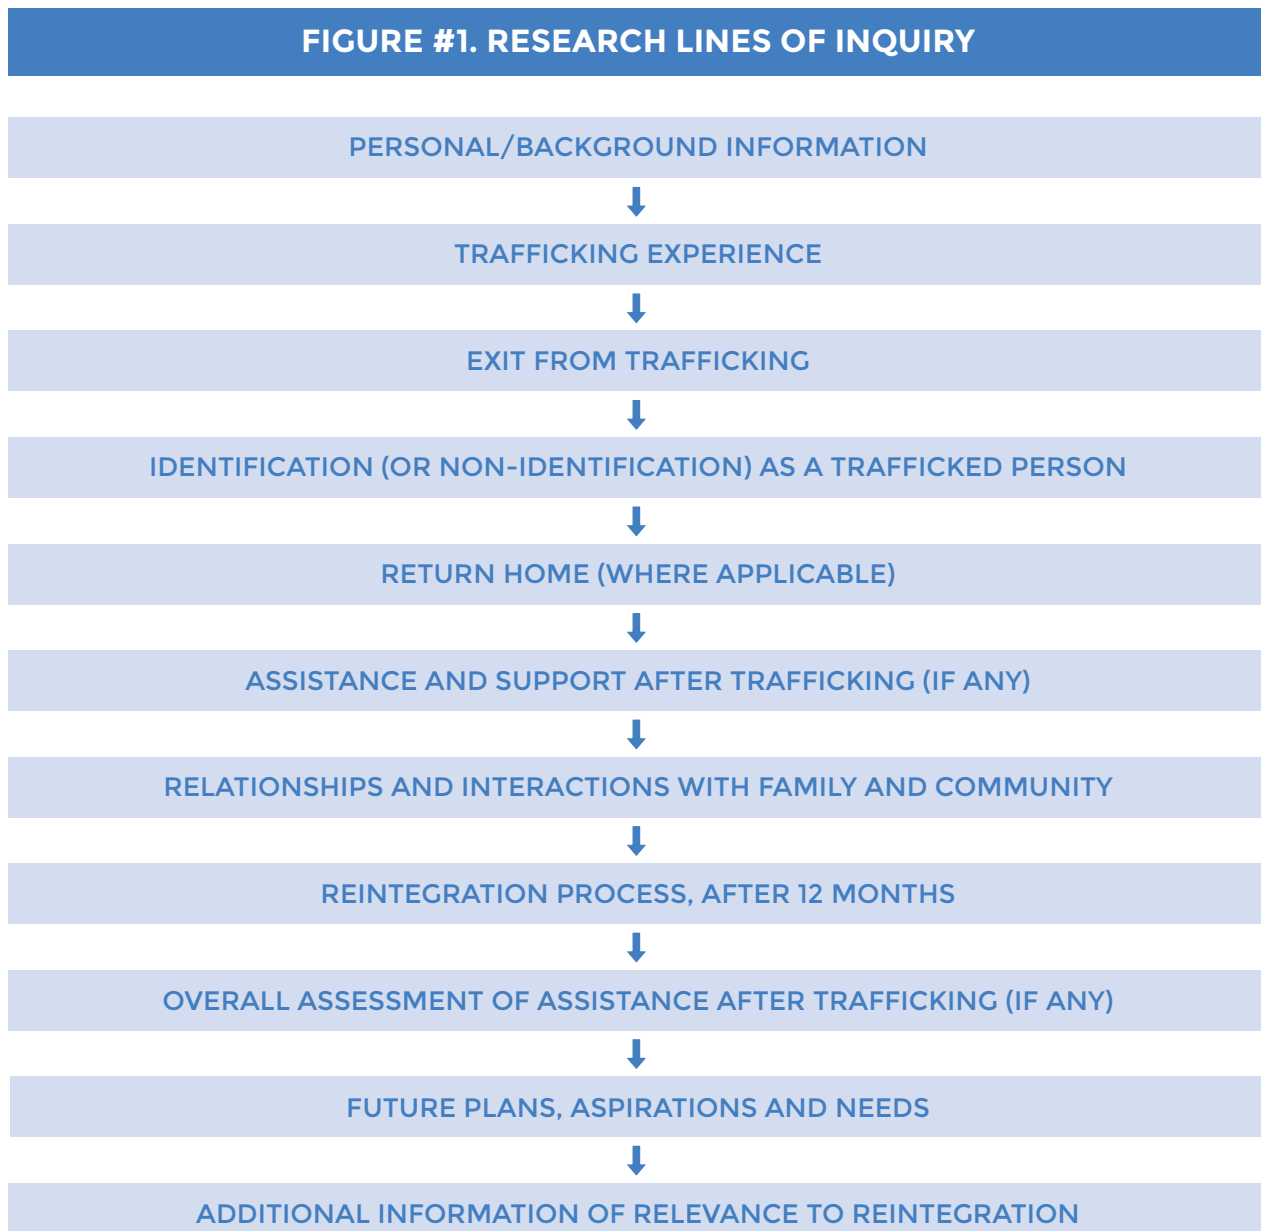 FIGURE #1. RESEARCH LINES OF INQUIRY
PERSONAL/BACKGROUND INFORMATION
TRAFFICKING EXPERIENCE
EXIT FROM TRAFFICKING
IDENTIFICATION (OR NON-IDENTIFICATION) AS A TRAFFICKED PERSON
RETURN HOME (WHERE APPLICABLE)
ASSISTANCE AND SUPPORT AFTER TRAFFICKING (IF ANY)
RELATIONSHIPS AND INTERACTIONS WITH FAMILY AND COMMUNITY
REINTEGRATION PROCESS, AFTER 12 MONTHS
OVERALL ASSESSMENT OF ASSISTANCE AFTER TRAFFICKING (IF ANY)
FUTURE PLANS, ASPIRATIONS AND NEEDS
ADDITIONAL INFORMATION OF RELEVANCE TO REINTEGRATION